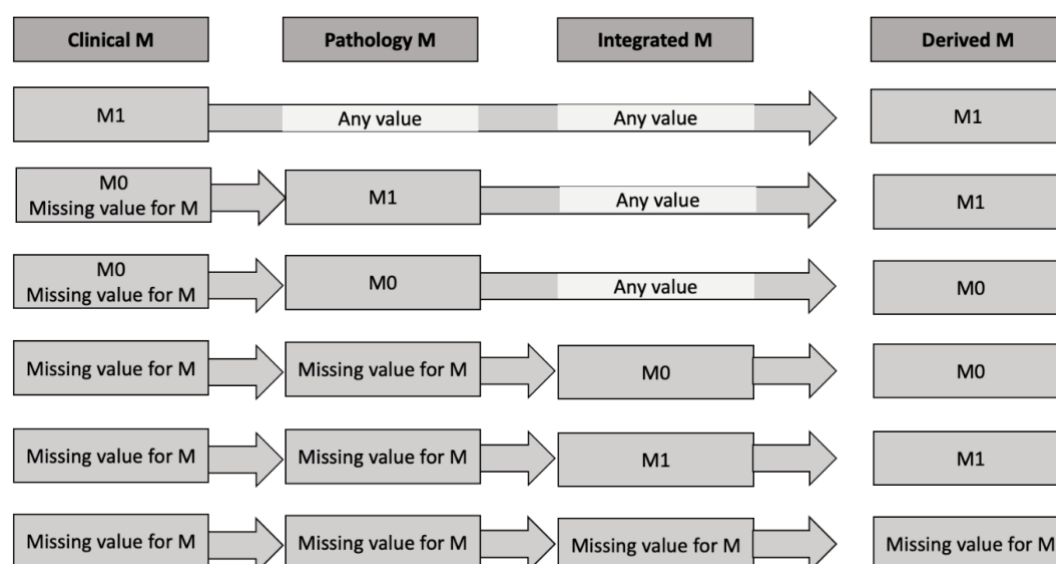 Clinical M Pathology M Integrated M Derived M
M1 Any value Any value M1
M0
Missing value for M M1 Any value M1
M0
Missing value for M M0 Any value M0
Missing value for M Missing value for M M0 M0
Missing value for M Missing value for M M1 M1
Missing value for M Missing value for M Missing value for M Missing value for M